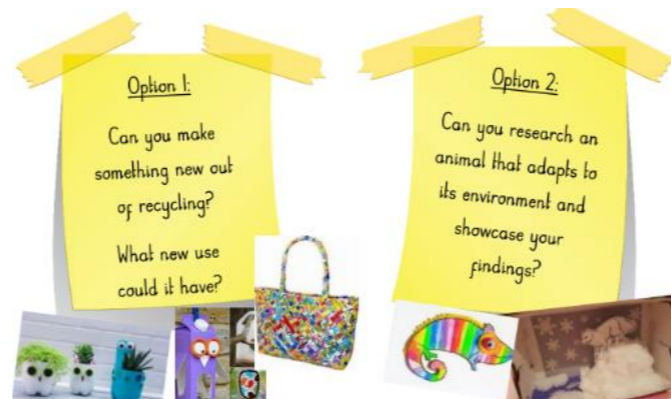 Option 1:
Can you make
something new out
of recycling?
What new use
could it have?
Option 2:
Can you research an
animal that adapts to
its environment and
showcase your
findings?